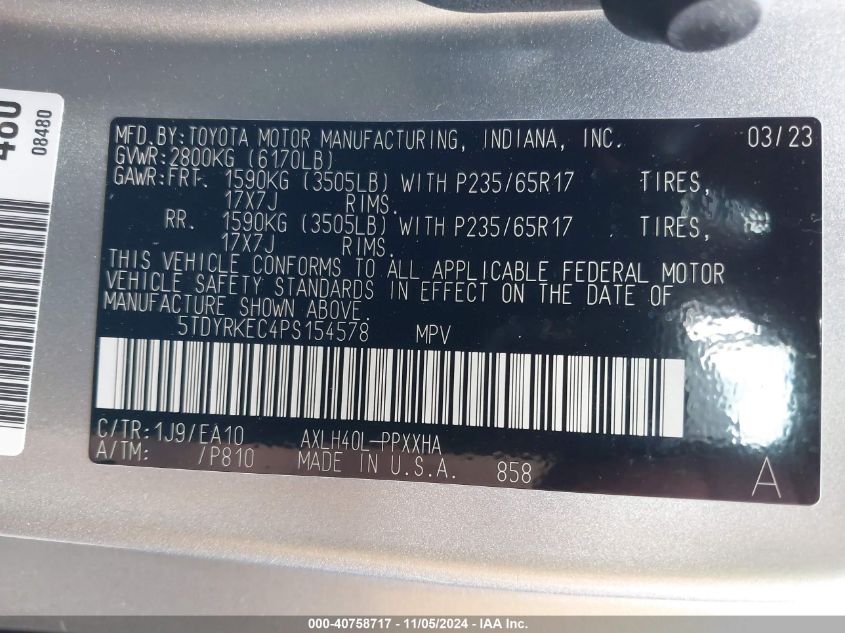 480
08480
MFD.BY:TOYOTA MOTOR MANUFACTURING, INDIANA, INC. 03/23
GVWR:2800KG (6170LB)
GAWR:FRT. 1590KG (3505LB) WITH P235/65R17 TIRES,
17X7J RIMS.
RR. 1590KG (3505LB) WITH P235/65R17 TIRES,
17X7J RIMS.
THIS VEHICLE CONFORMS TO ALL APPLICABLE FEDERAL MOTOR
VEHICLE SAFETY STANDARDS IN EFFECT ON THE DATE OF
MANUFACTURE SHOWN ABOVE.
5TDYRKEC4PS154578 MPV
C/TR:1J9/EA10 AXLH40L-PPXXHA
A/TM: /P810 MADE IN U.S.A. 858 A
000-40758717 - 11/05/2024 - IAA Inc.